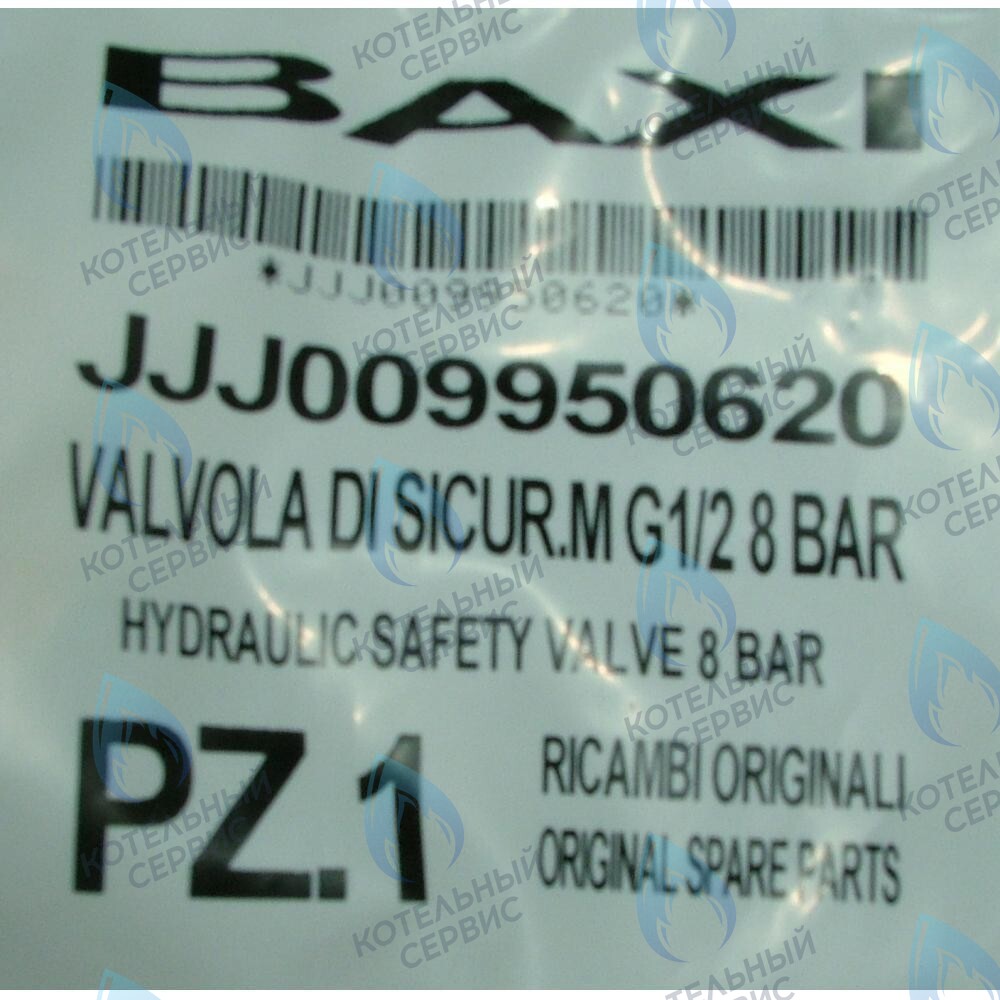 BAXI
*JJJ009950620*
JJJ009950620
VALVOLA DI SICUR.M G1/2 8 BAR
HYDRAULIC SAFETY VALVE 8 BAR
PZ.1
RICAMBI ORIGINALI
ORIGINAL SPARE PARTS
КОТЕЛЬНЫЙ
СЕРВИС